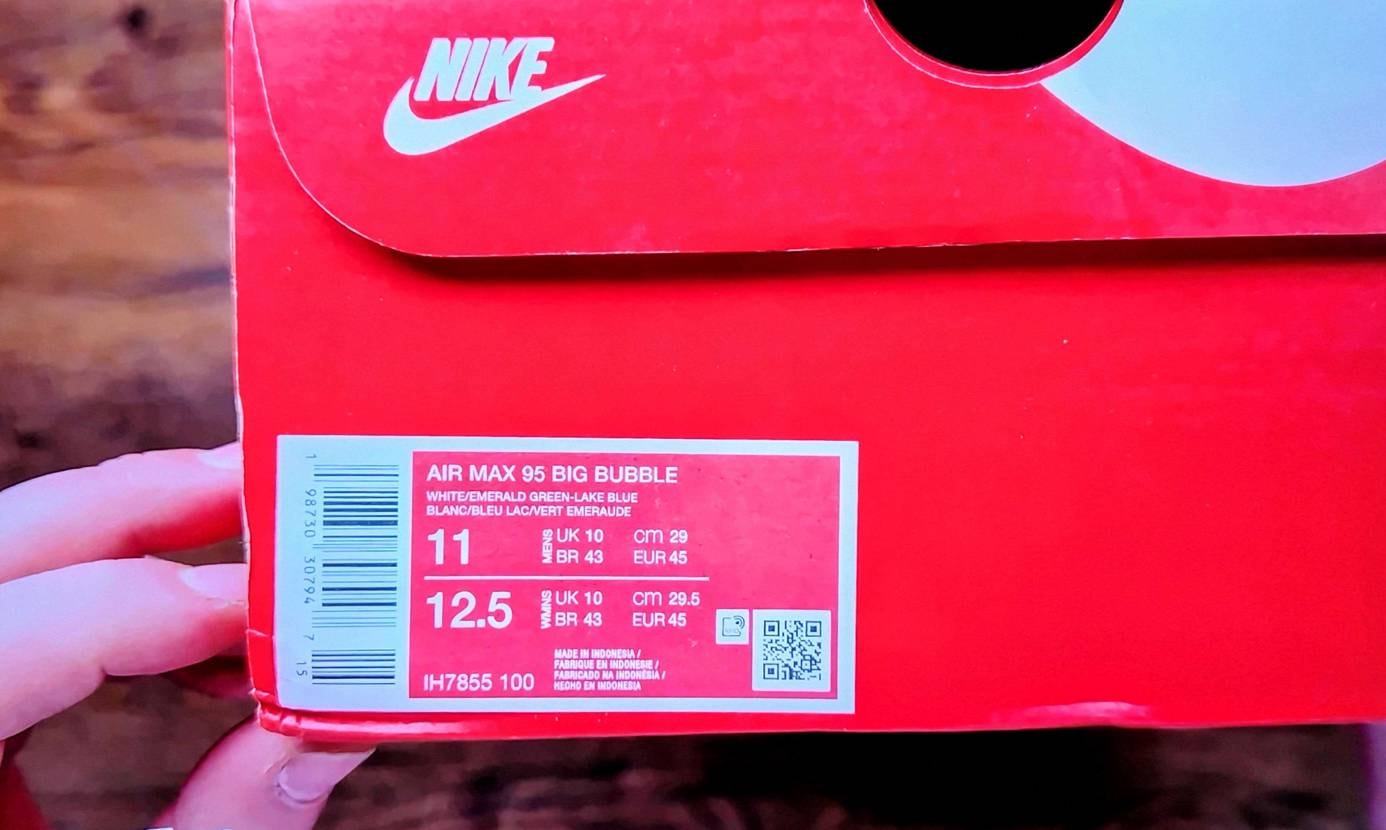 NIKE
AIR MAX 95 BIG BUBBLE
WHITE/EMERALD GREEN-LAKE BLUE
BLANC/BLEU LAC/VERT EMERAUDE
11 MENS UK 10 cm 29
BR 43 EUR 45
12.5 WMNS UK 10 cm 29.5
BR 43 EUR 45
MADE IN INDONESIA /
FABRIQUE EN INDONESIE /
FABRICADO NA INDONÉSIA /
HECHO EN INDONESIA
IH7855 100
1 98730 30794 7 15